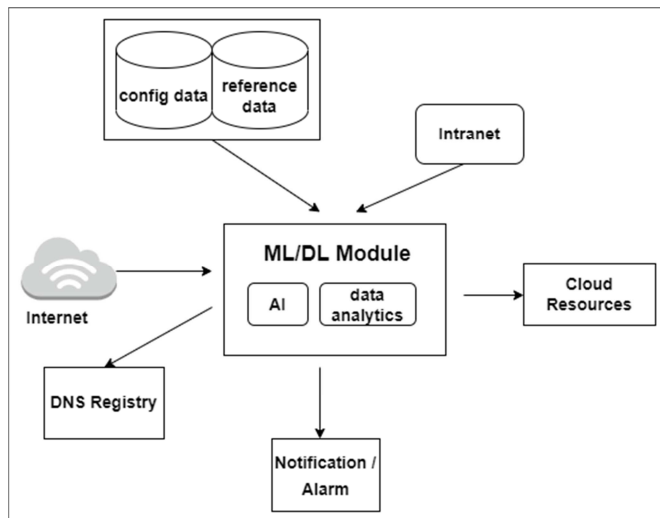 config data
reference
data
Intranet
ML/DL Module
AI
data
analytics
Internet
Cloud
Resources
DNS Registry
Notification /
Alarm